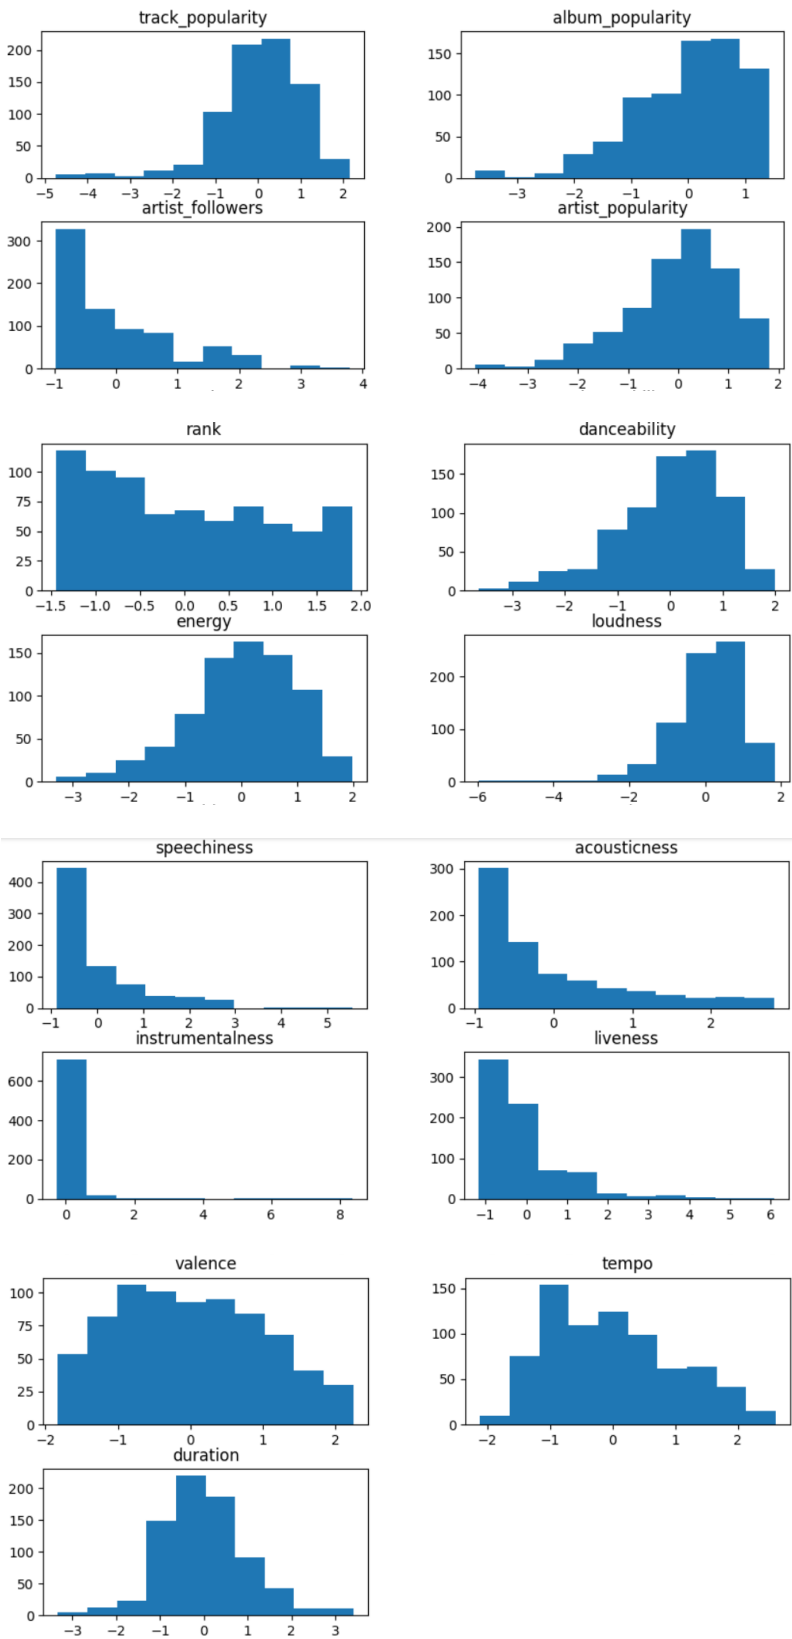 track_popularity album_popularity
200
150
100
50
0
−5 −4 −3 −2 −1 0 1 2
150
100
50
0
−3 −2 −1 0 1
artist_followers artist_popularity
300
200
100
0
−1 0 1 2 3 4
200
150
100
50
0
−4 −3 −2 −1 0 1 2
rank danceability
100
75
50
25
0
−1.5 −1.0 −0.5 0.0 0.5 1.0 1.5 2.0
150
100
50
0
−3 −2 −1 0 1 2
energy loudness
150
100
50
0
−3 −2 −1 0 1 2
200
100
0
−6 −4 −2 0 2
speechiness acousticness
400
300
200
100
0
−1 0 1 2 3 4 5
300
200
100
0
−1 0 1 2
instrumentalness liveness
600
400
200
0
0 2 4 6 8
300
200
100
0
−1 0 1 2 3 4 5 6
valence tempo
100
75
50
25
0
−2 −1 0 1 2
150
100
50
0
−2 −1 0 1 2
duration
200
150
100
50
0
−3 −2 −1 0 1 2 3